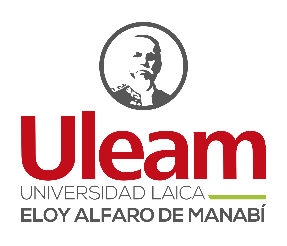 Uleam
UNIVERSIDAD LAICA
ELOY ALFARO DE MANABÍ